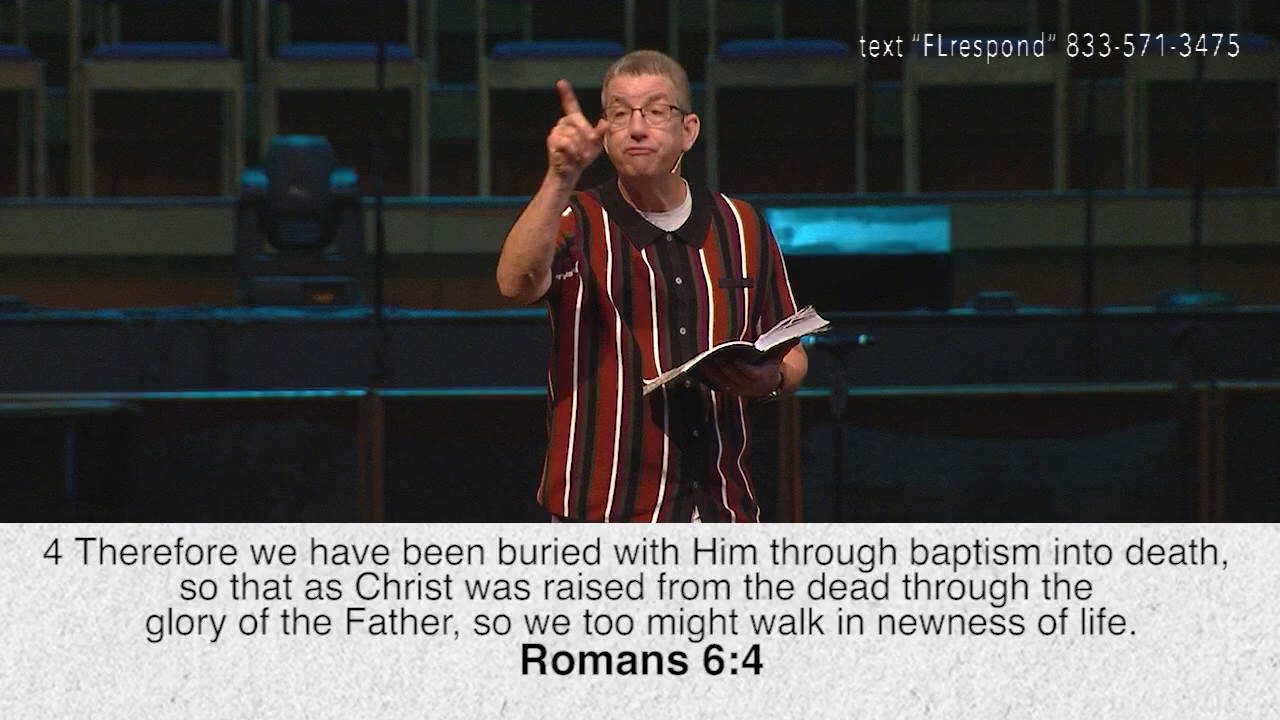 text “FLrespond” 833-571-3475
4 Therefore we have been buried with Him through baptism into death,
so that as Christ was raised from the dead through the
glory of the Father, so we too might walk in newness of life.
Romans 6:4